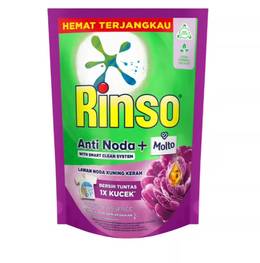 HEMAT TERJANGKAU
Rinso
Anti Noda +
Molto
WITH SMART CLEAN SYSTEM
LAWAN NODA KUNING KERAH
BERSIH TUNTAS
1X KUCEK*